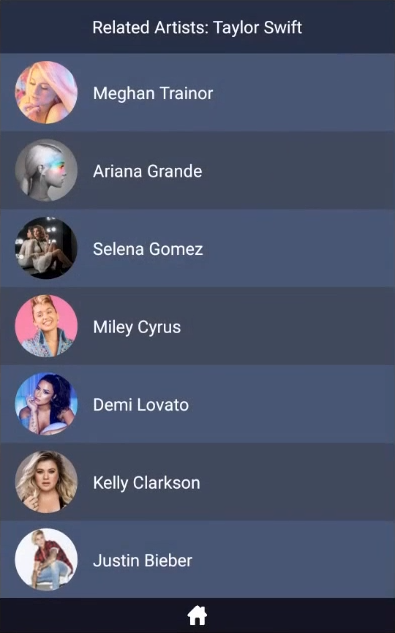 Related Artists: Taylor Swift
Meghan Trainor
Ariana Grande
Selena Gomez
Miley Cyrus
Demi Lovato
Kelly Clarkson
Justin Bieber